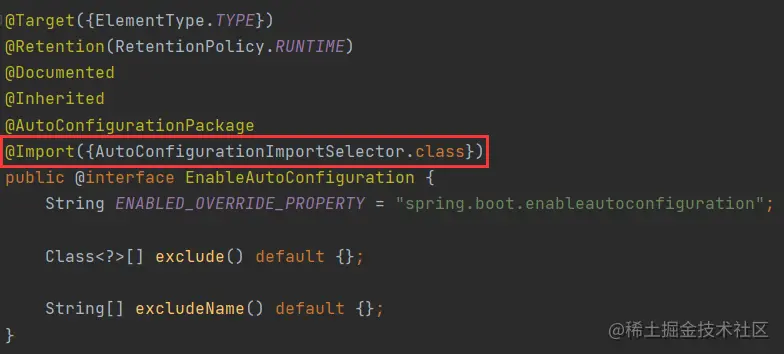 @Target({ElementType.TYPE})
@Retention(RetentionPolicy.RUNTIME)
@Documented
@Inherited
@AutoConfigurationPackage
@Import({AutoConfigurationImportSelector.class})
public @interface EnableAutoConfiguration {
    String ENABLED_OVERRIDE_PROPERTY = "spring.boot.enableautoconfiguration";
    Class<?>[] exclude() default {};
    String[] excludeName() default {};
}
@稀土掘金技术社区